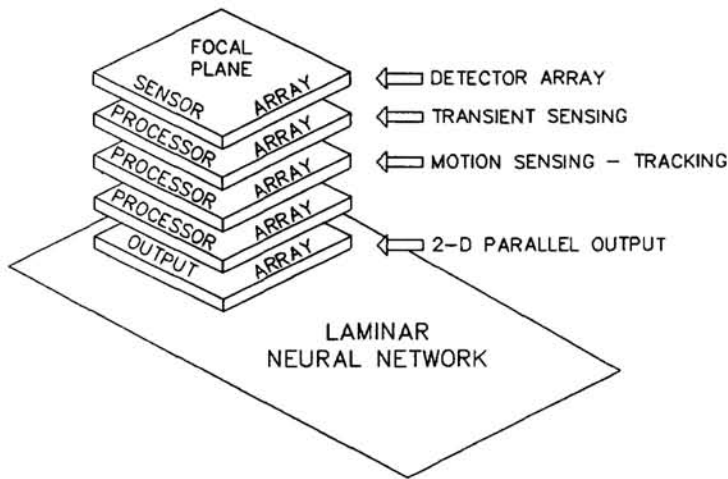 FOCAL
PLANE
SENSOR ARRAY
PROCESSOR ARRAY
PROCESSOR ARRAY
PROCESSOR ARRAY
OUTPUT ARRAY
DETECTOR ARRAY
TRANSIENT SENSING
MOTION SENSING – TRACKING
2-D PARALLEL OUTPUT
LAMINAR
NEURAL NETWORK